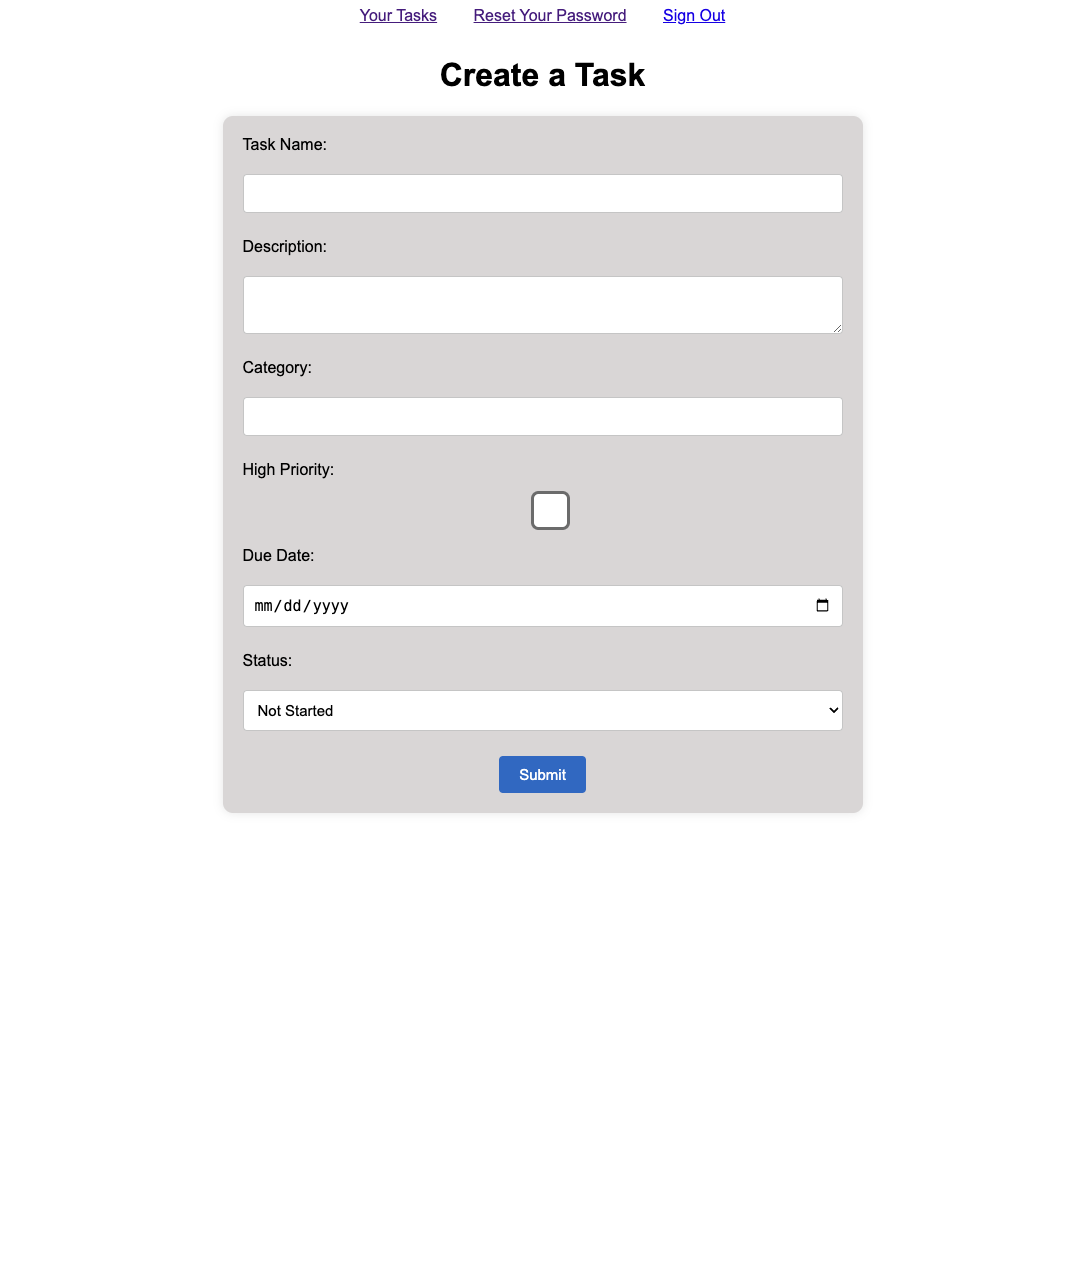 Your Tasks Reset Your Password Sign Out
Create a Task
Task Name:
Description:
Category:
High Priority:
Due Date:
mm/dd/yyyy
Status:
Not Started
Submit